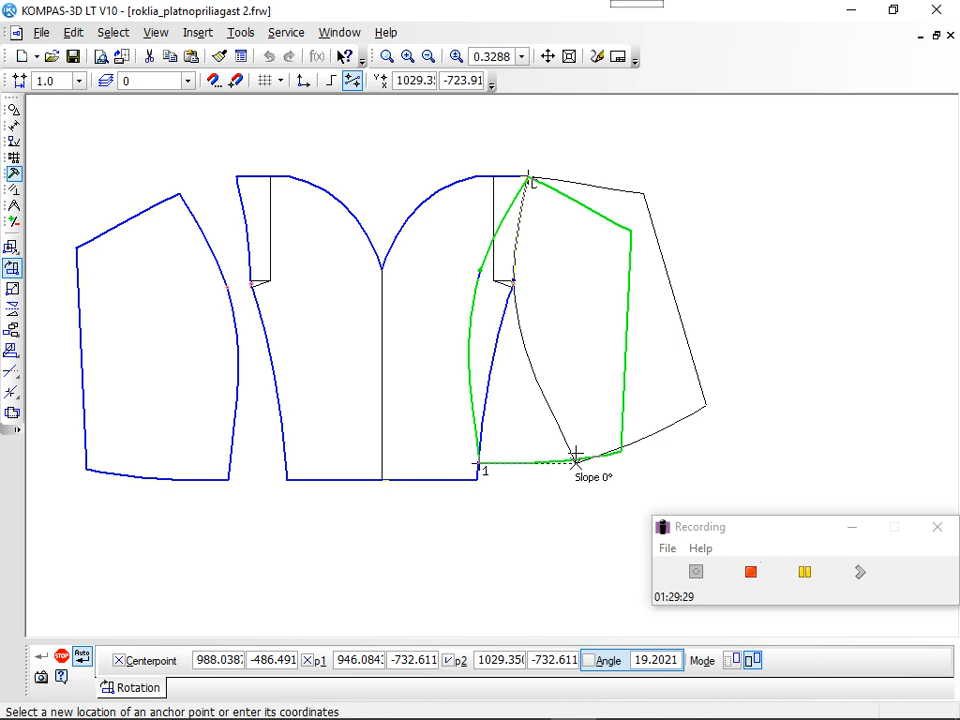 KOMPAS-3D LT V10 - [roklia_platnopriliagast 2.frw]
File Edit Select View Insert Tools Service Window Help
0.3288
1.0 0 1029.3 -723.91
1
Slope 0°
Recording
File Help
01:29:29
Auto Centerpoint 988.038 -486.491 p1 946.084 -732.611 p2 1029.350 -732.611 Angle 19.2021 Mode
STOP
Rotation
Select a new location of an anchor point or enter its coordinates